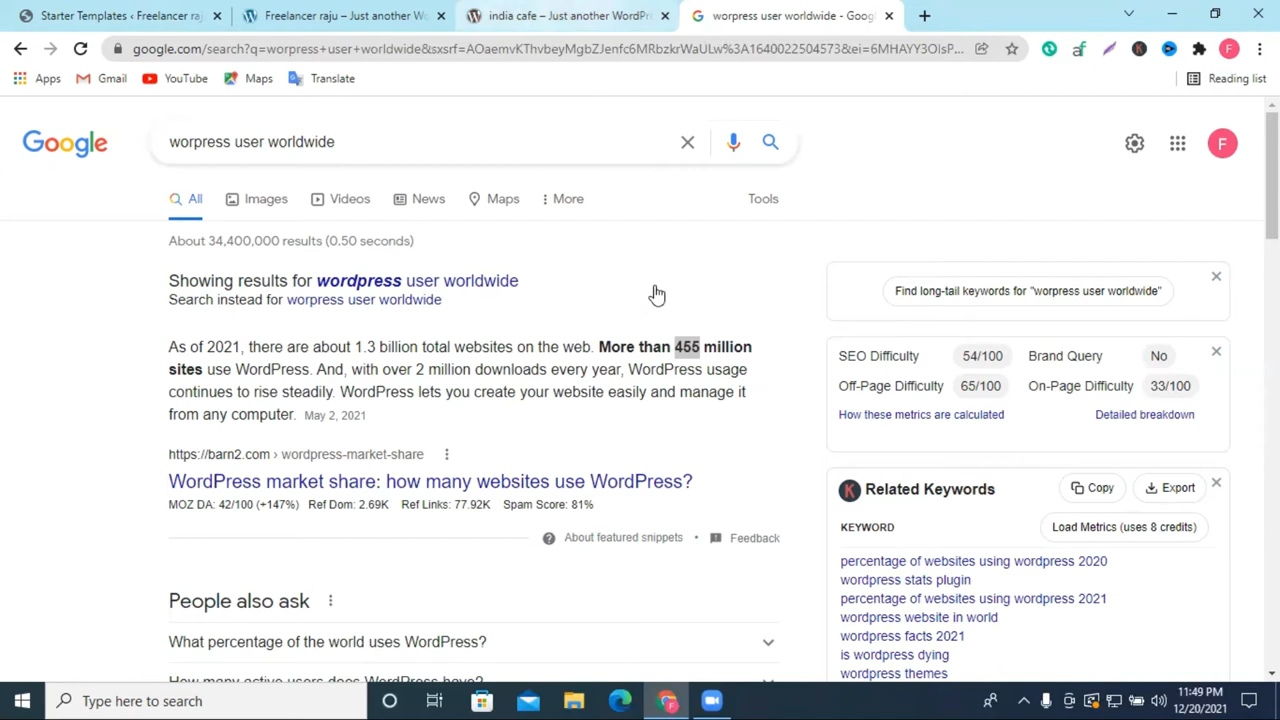 Starter Templates ‹ Freelancer raj
Freelancer raju – Just another Wo
india cafe – Just another WordPr
worpress user worldwide - Goog
google.com/search?q=worpress+user+worldwide&sxsrf=AOaemvKThvbeyMgbZJenfc6MRbzkrWaULw%3A1640022504573&ei=6MHAYY3OIsP...
Apps
Gmail
YouTube
Maps
Translate
Reading list
Google
worpress user worldwide
F
All
Images
Videos
News
Maps
More
Tools
About 34,400,000 results (0.50 seconds)
Showing results for wordpress user worldwide
Search instead for worpress user worldwide
As of 2021, there are about 1.3 billion total websites on the web. More than 455 million
sites use WordPress. And, with over 2 million downloads every year, WordPress usage
continues to rise steadily. WordPress lets you create your website easily and manage it
from any computer. May 2, 2021
https://barn2.com › wordpress-market-share
WordPress market share: how many websites use WordPress?
MOZ DA: 42/100 (+147%) Ref Dom: 2.69K Ref Links: 77.92K Spam Score: 81%
About featured snippets • Feedback
People also ask
What percentage of the world uses WordPress?
How many active users does WordPress have?
Find long-tail keywords for "worpress user worldwide"
SEO Difficulty 54/100 Brand Query No
Off-Page Difficulty 65/100 On-Page Difficulty 33/100
How these metrics are calculated
Detailed breakdown
K Related Keywords
Copy
Export
KEYWORD
Load Metrics (uses 8 credits)
percentage of websites using wordpress 2020
wordpress stats plugin
percentage of websites using wordpress 2021
wordpress website in world
wordpress facts 2021
is wordpress dying
wordpress themes
Type here to search
11:49 PM
12/20/2021